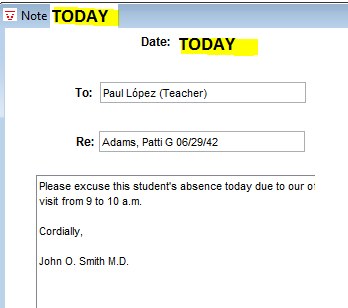 Note TODAY
Date: TODAY
To: Paul López (Teacher)
Re: Adams, Patti G 06/29/42
Please excuse this student's absence today due to our
visit from 9 to 10 a.m.
Cordially,
John O. Smith M.D.